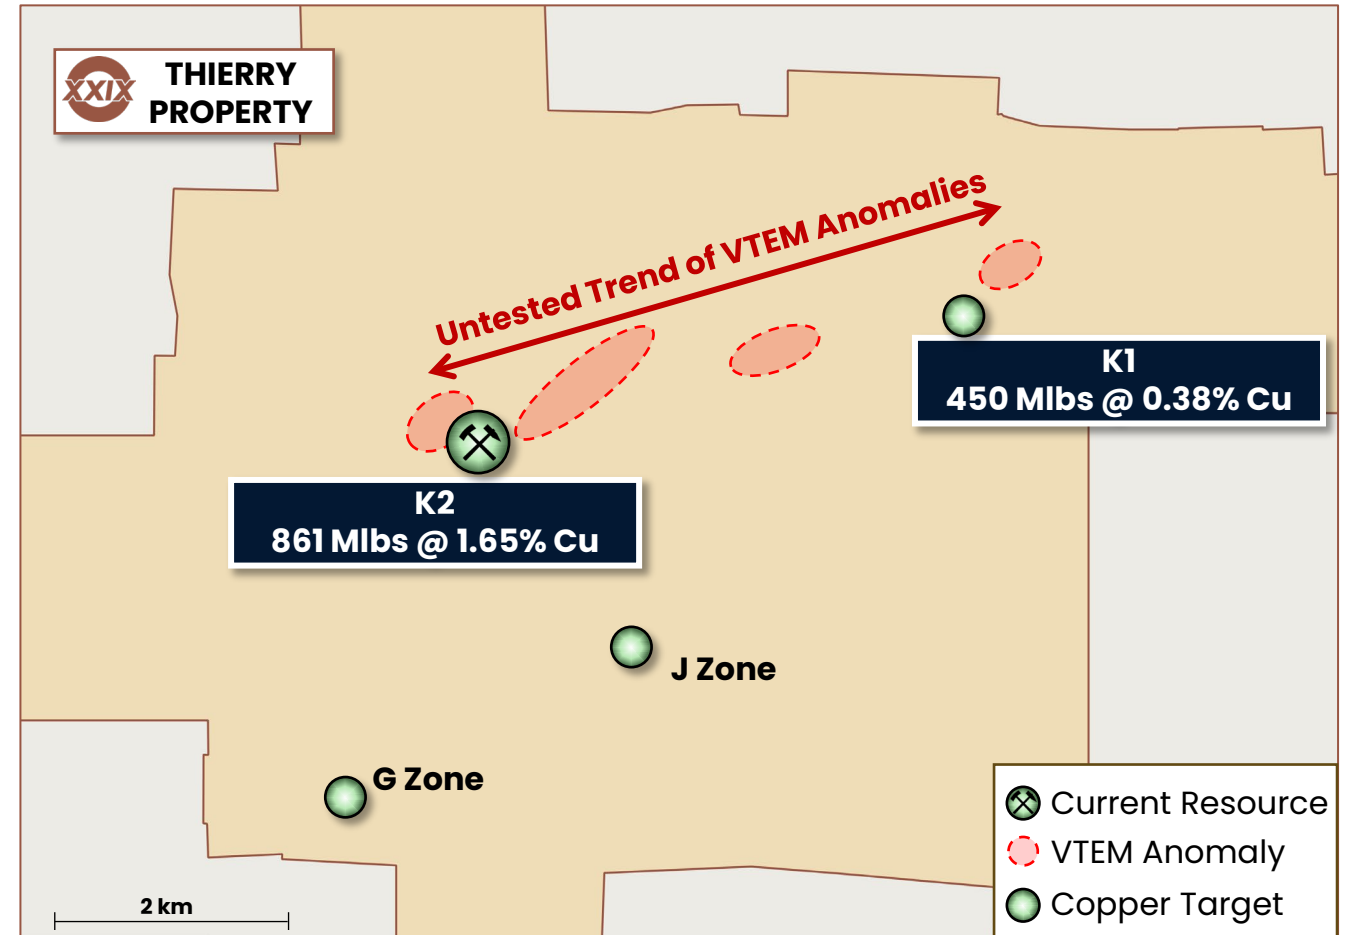 XXIX
THIERRY
PROPERTY
Untested Trend of VTEM Anomalies
K1
450 Mlbs @ 0.38% Cu
K2
861 Mlbs @ 1.65% Cu
J Zone
G Zone
Current Resource
VTEM Anomaly
Copper Target
2 km